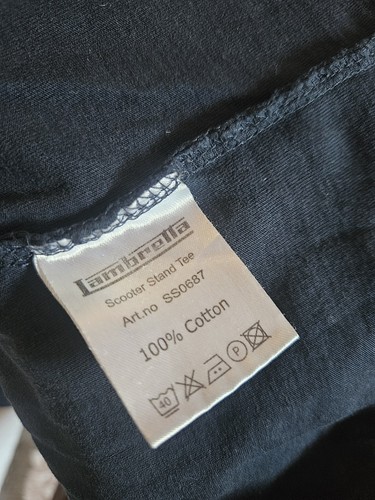 Lambretta
Scooter Stand Tee
Art.no SS0687
100% Cotton
40 P